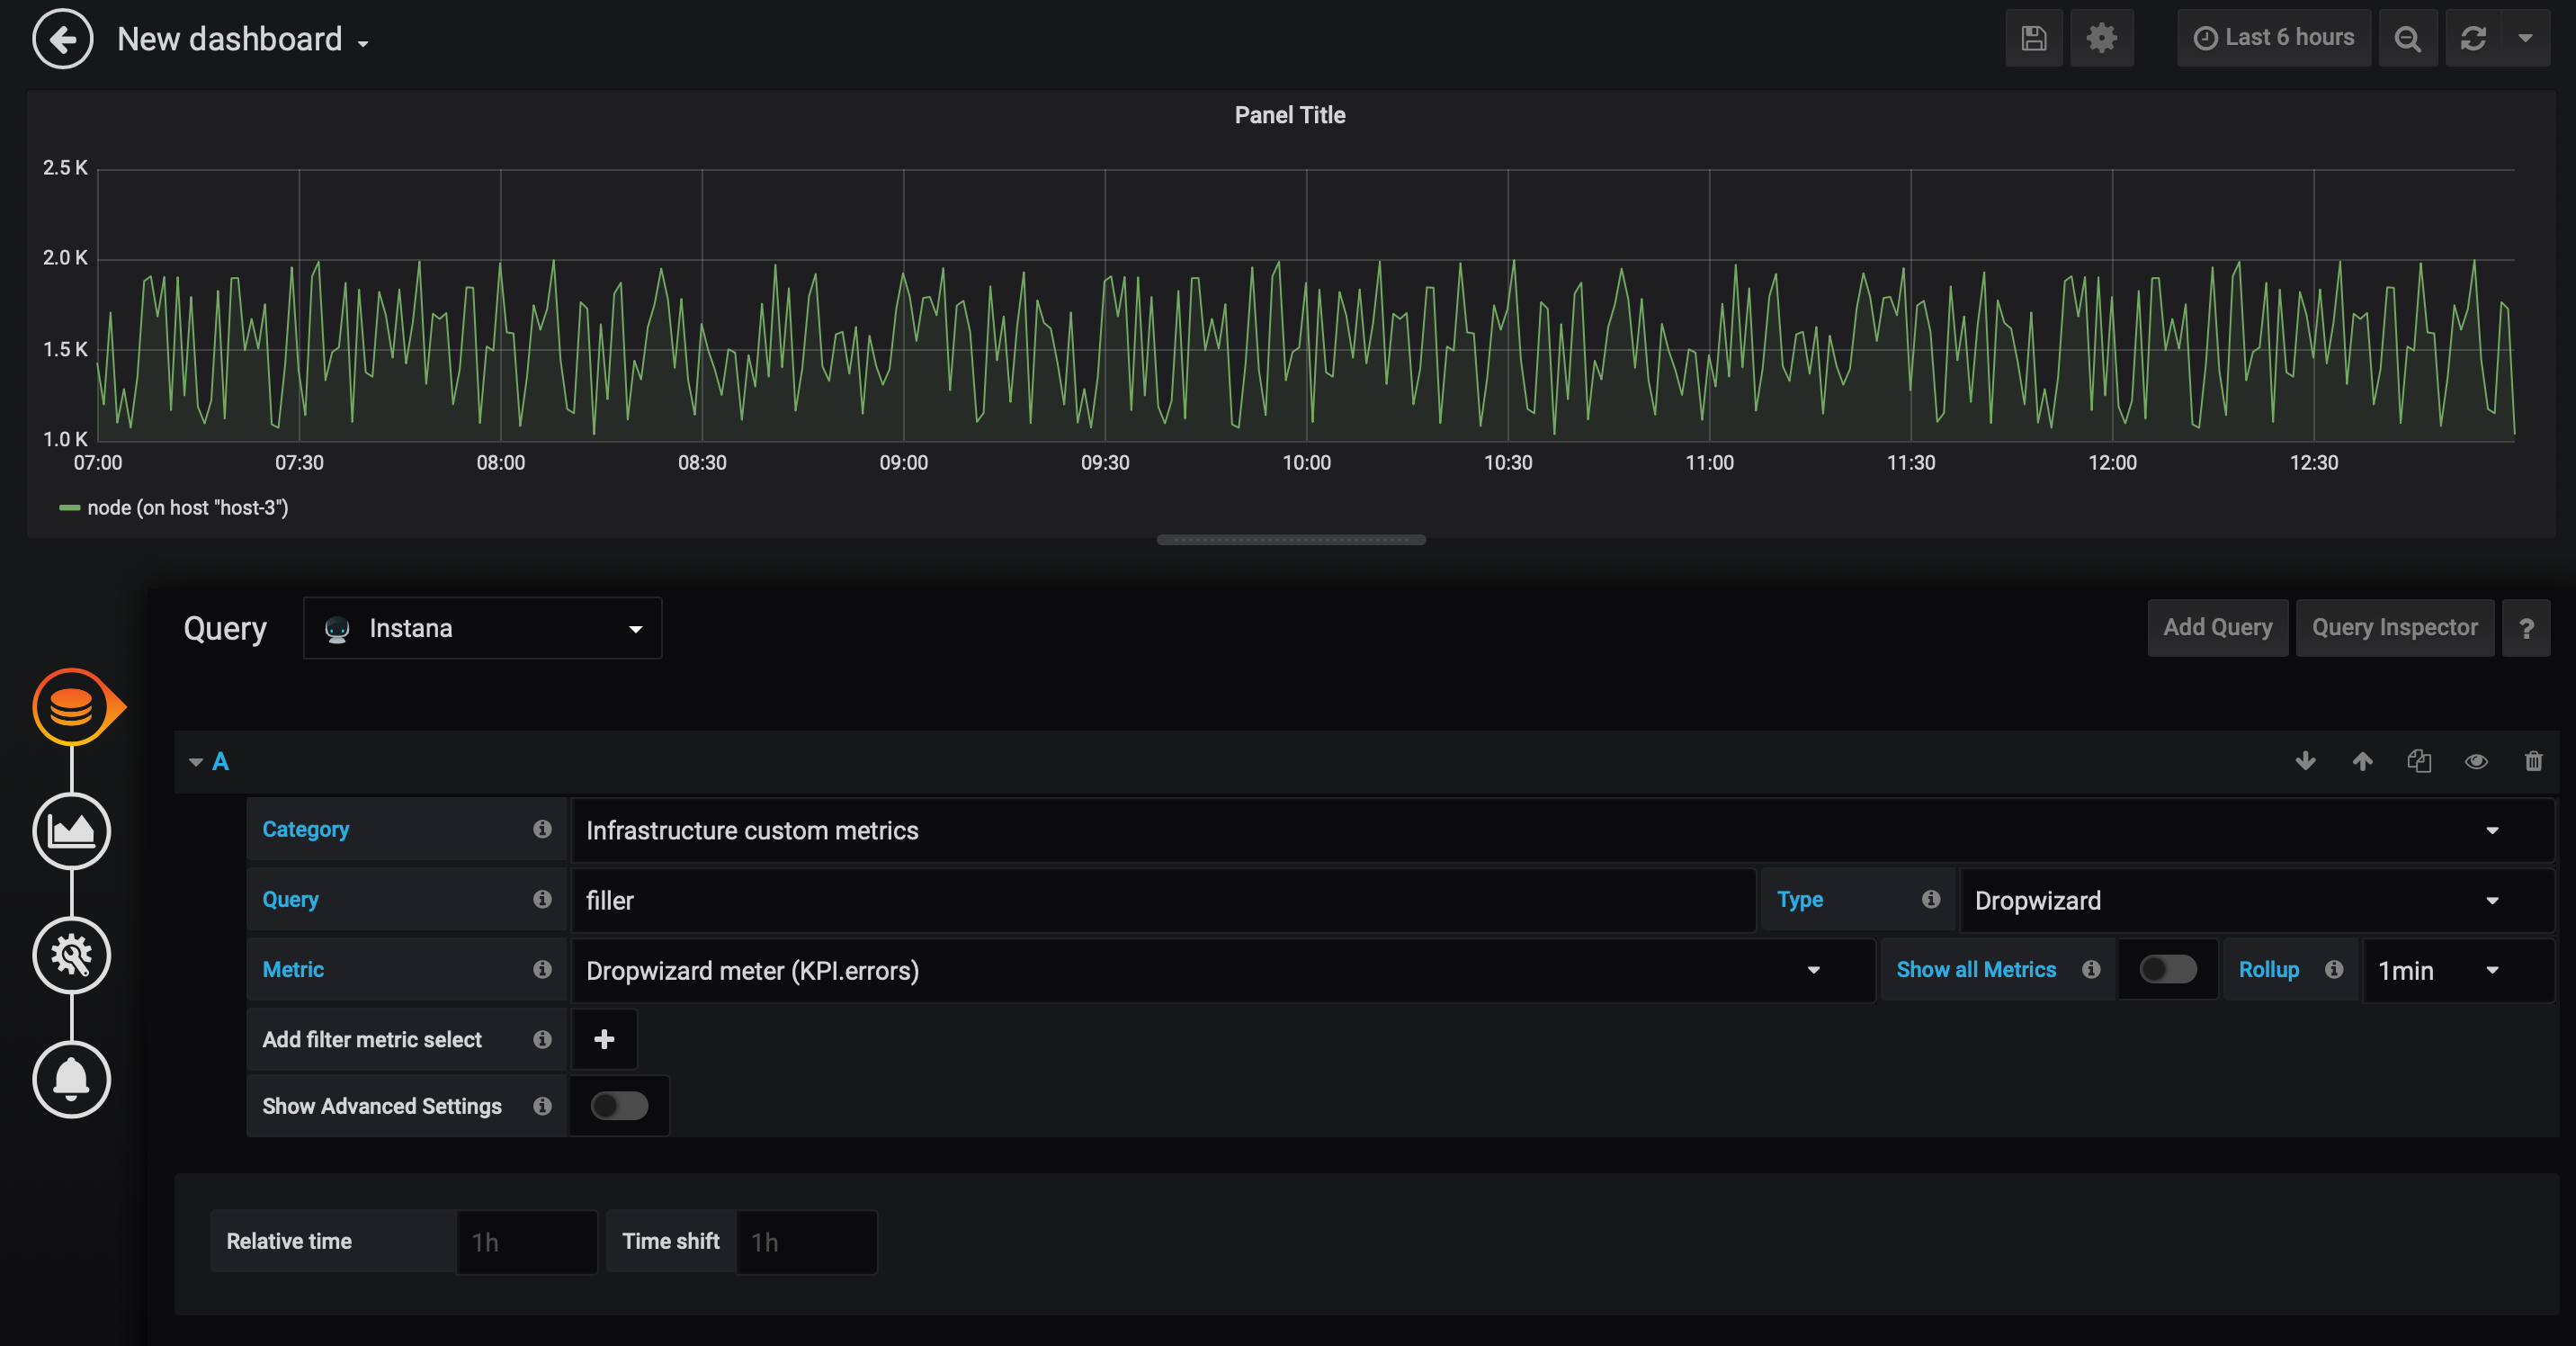 New dashboard
Last 6 hours
Panel Title
2.5 K
2.0 K
1.5 K
1.0 K
07:00 07:30 08:00 08:30 09:00 09:30 10:00 10:30 11:00 11:30 12:00 12:30
node (on host "host-3")
Query Instana Add Query Query Inspector ?
A
Category Infrastructure custom metrics
Query filler Type Dropwizard
Metric Dropwizard meter (KPI.errors) Show all Metrics Rollup 1min
Add filter metric select
Show Advanced Settings
Relative time 1h Time shift 1h